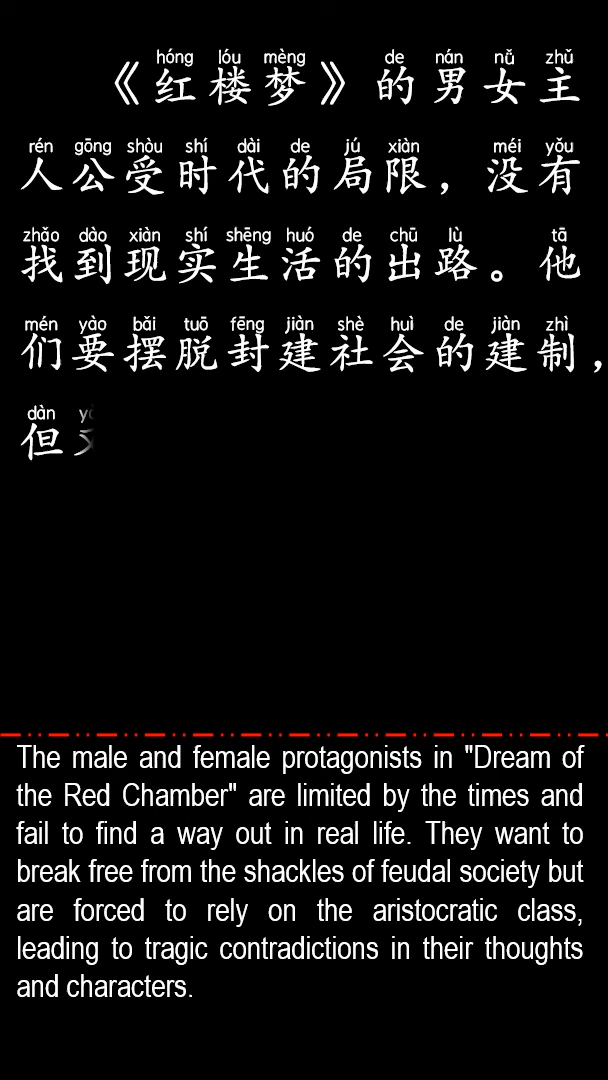 hóng lóu mèng de nán nǚ zhǔ
《红楼梦》的男女主
rén gōng shòu shí dài de jú xiàn méi yǒu
人公受时代的局限，没有
zhǎo dào xiàn shí shēng huó de chū lù tā
找到现实生活的出路。他
mén yào bǎi tuō fēng jiàn shè huì de jiàn zhì
们要摆脱封建社会的建制，
dàn
但
The male and female protagonists in "Dream of
the Red Chamber" are limited by the times and
fail to find a way out in real life. They want to
break free from the shackles of feudal society but
are forced to rely on the aristocratic class,
leading to tragic contradictions in their thoughts
and characters.